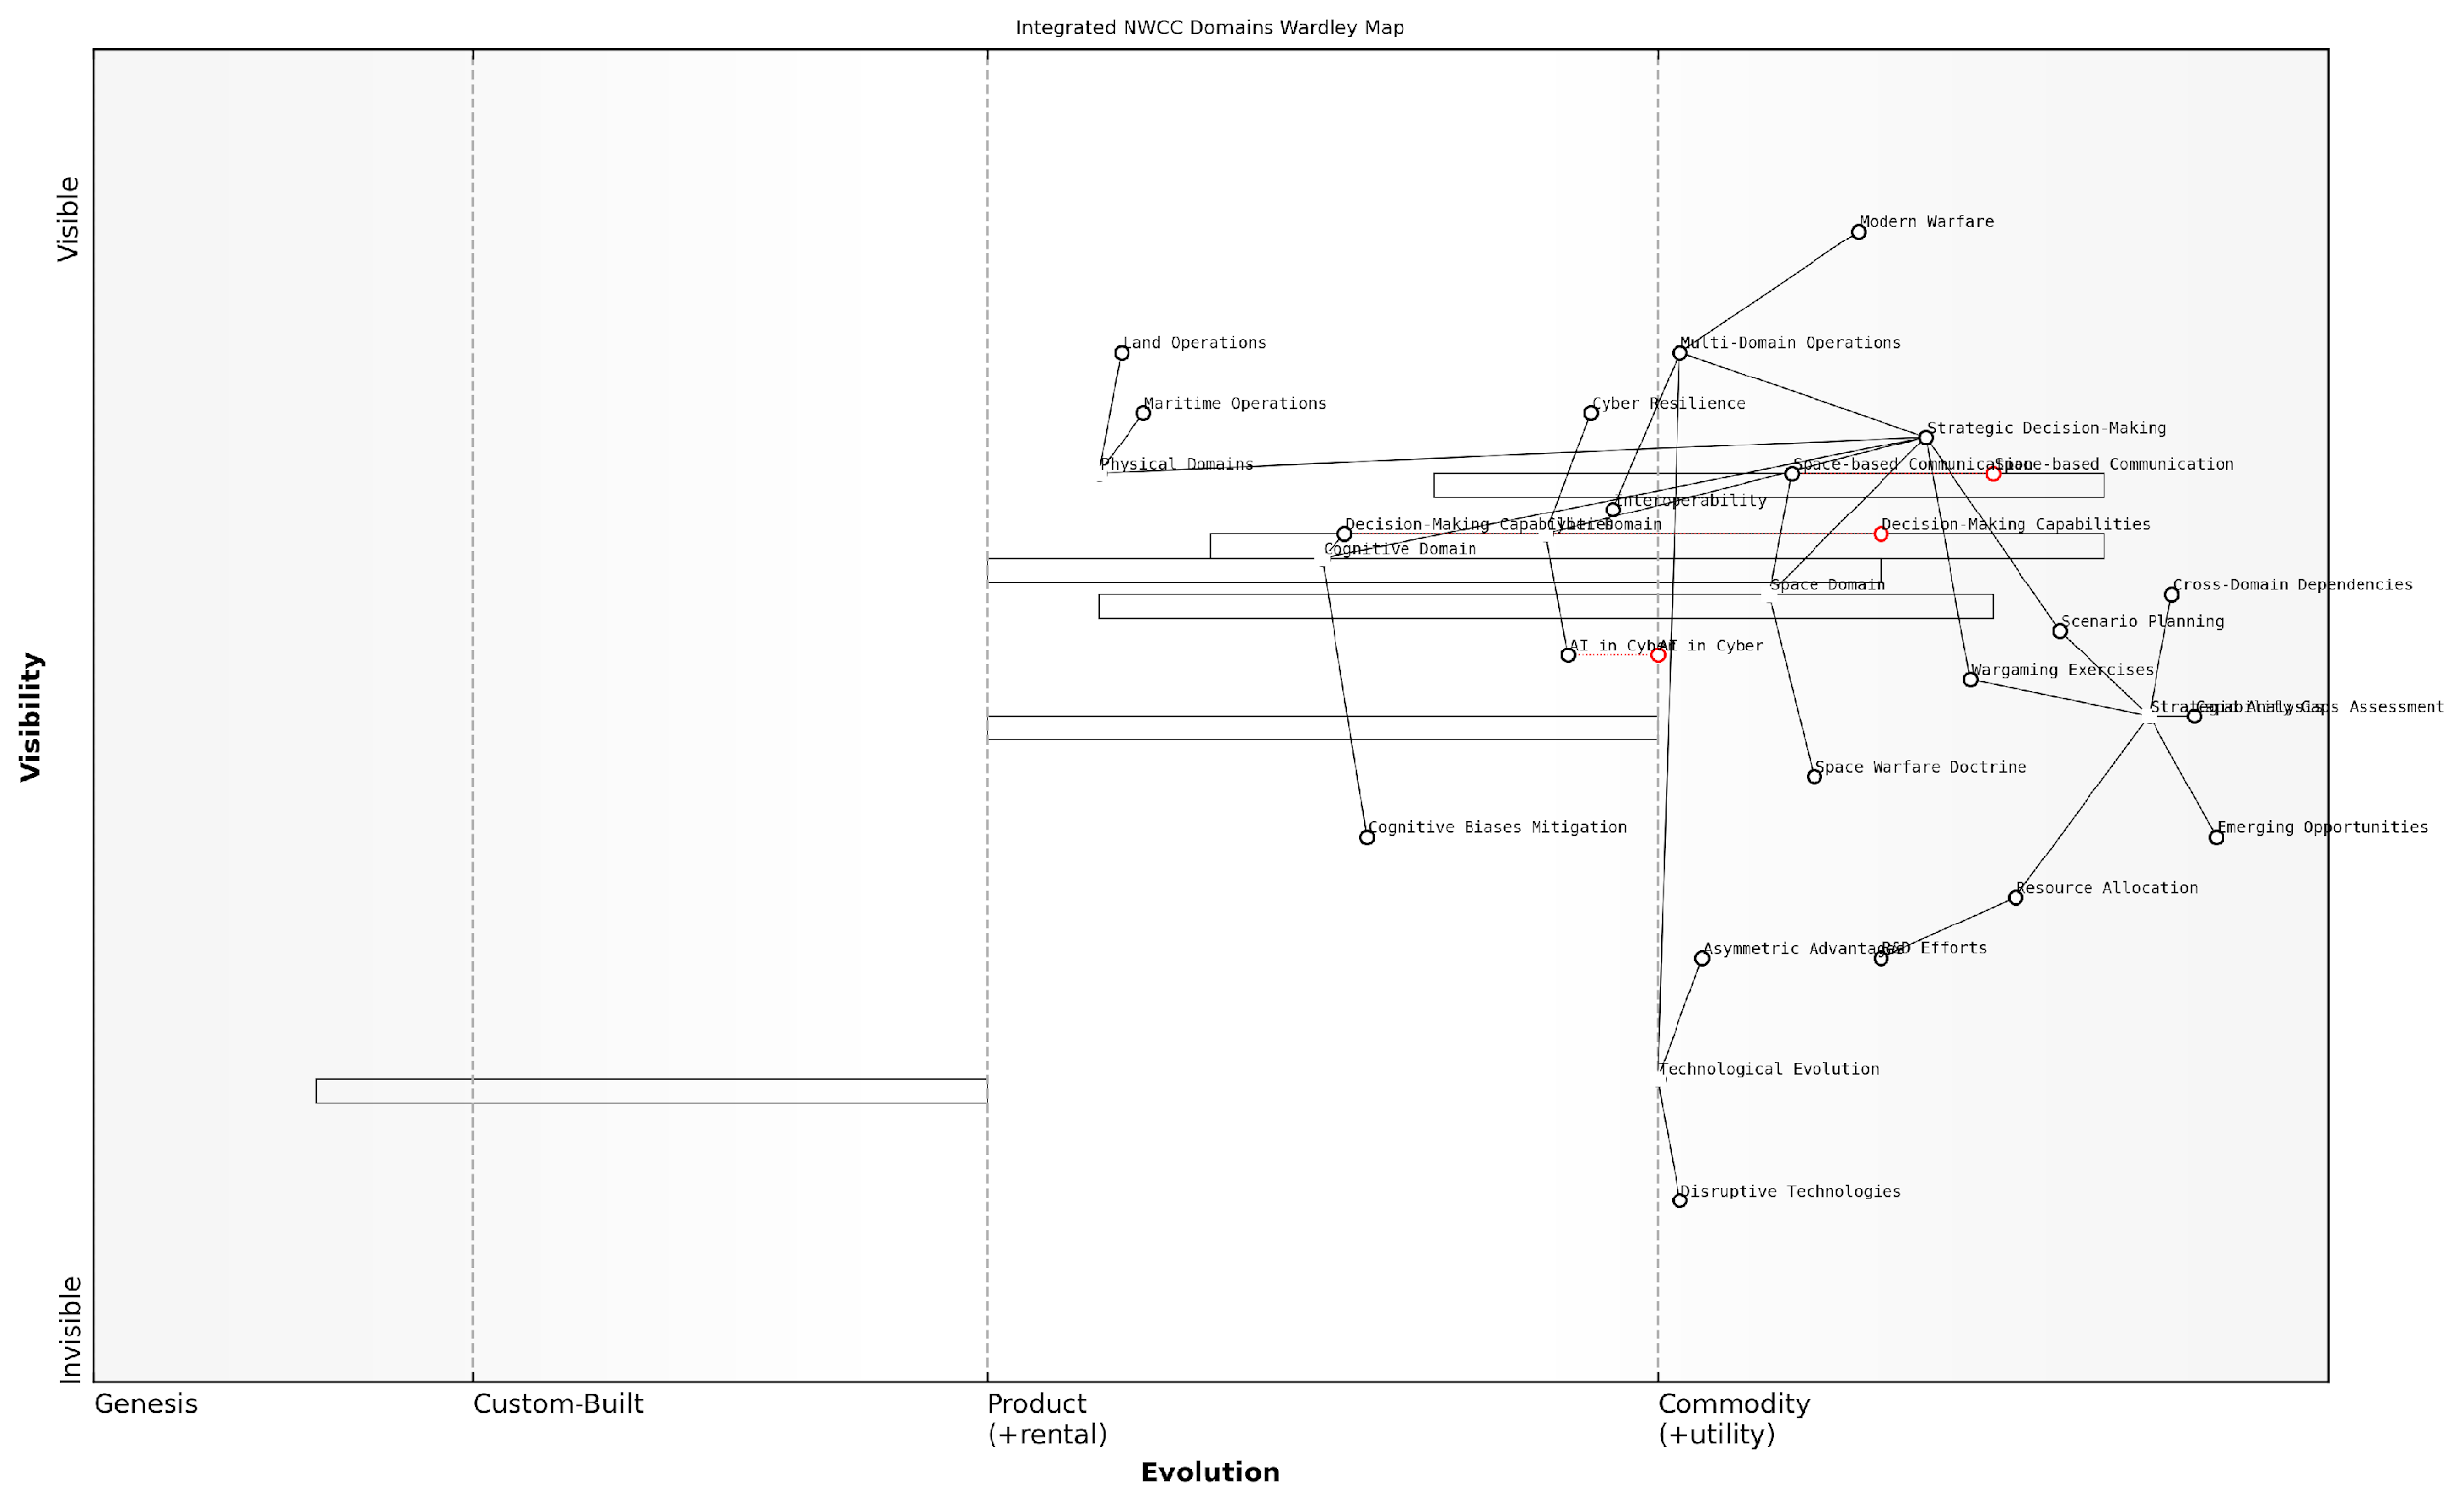 Integrated NWCC Domains Wardley Map
Visible
Visibility
Invisible
Modern Warfare
Land Operations
Multi-Domain Operations
Maritime Operations
Cyber Resilience
Strategic Decision-Making
Physical Domains
Space-based Communication
Space-based Communication
Interoperability
Decision-Making Capabilities
Cyber Domain
Decision-Making Capabilities
Cognitive Domain
Space Domain
Cross-Domain Dependencies
Scenario Planning
AI in Cyber
AI in Cyber
Wargaming Exercises
Strategic Analysis
Capability Gaps Assessment
Space Warfare Doctrine
Cognitive Biases Mitigation
Emerging Opportunities
Resource Allocation
Asymmetric Advantages
R&D Efforts
Technological Evolution
Disruptive Technologies
Genesis
Custom-Built
Product
(+rental)
Commodity
(+utility)
Evolution